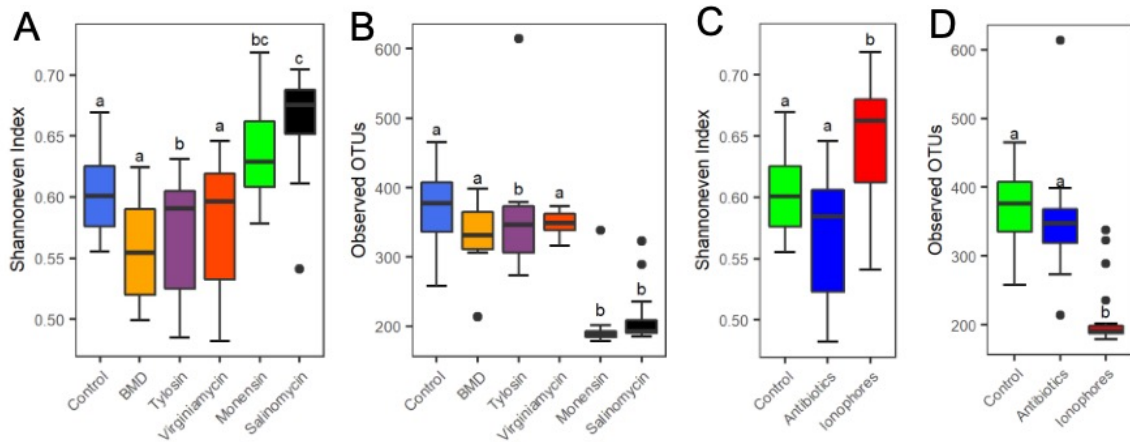 A
Shannoneven Index
0.70
0.65
0.60
0.55
0.50
a
a
b
a
bc
c
Control
BMD
Tylosin
Virginiamycin
Monensin
Salinomycin
B
Observed OTUs
600
500
400
300
200
a
a
b
a
b
b
Control
BMD
Tylosin
Virginiamycin
Monensin
Salinomycin
C
Shannoneven Index
0.70
0.65
0.60
0.55
0.50
a
a
b
Control
Antibiotics
Ionophores
D
Observed OTUs
600
500
400
300
200
a
a
b
Control
Antibiotics
Ionophores